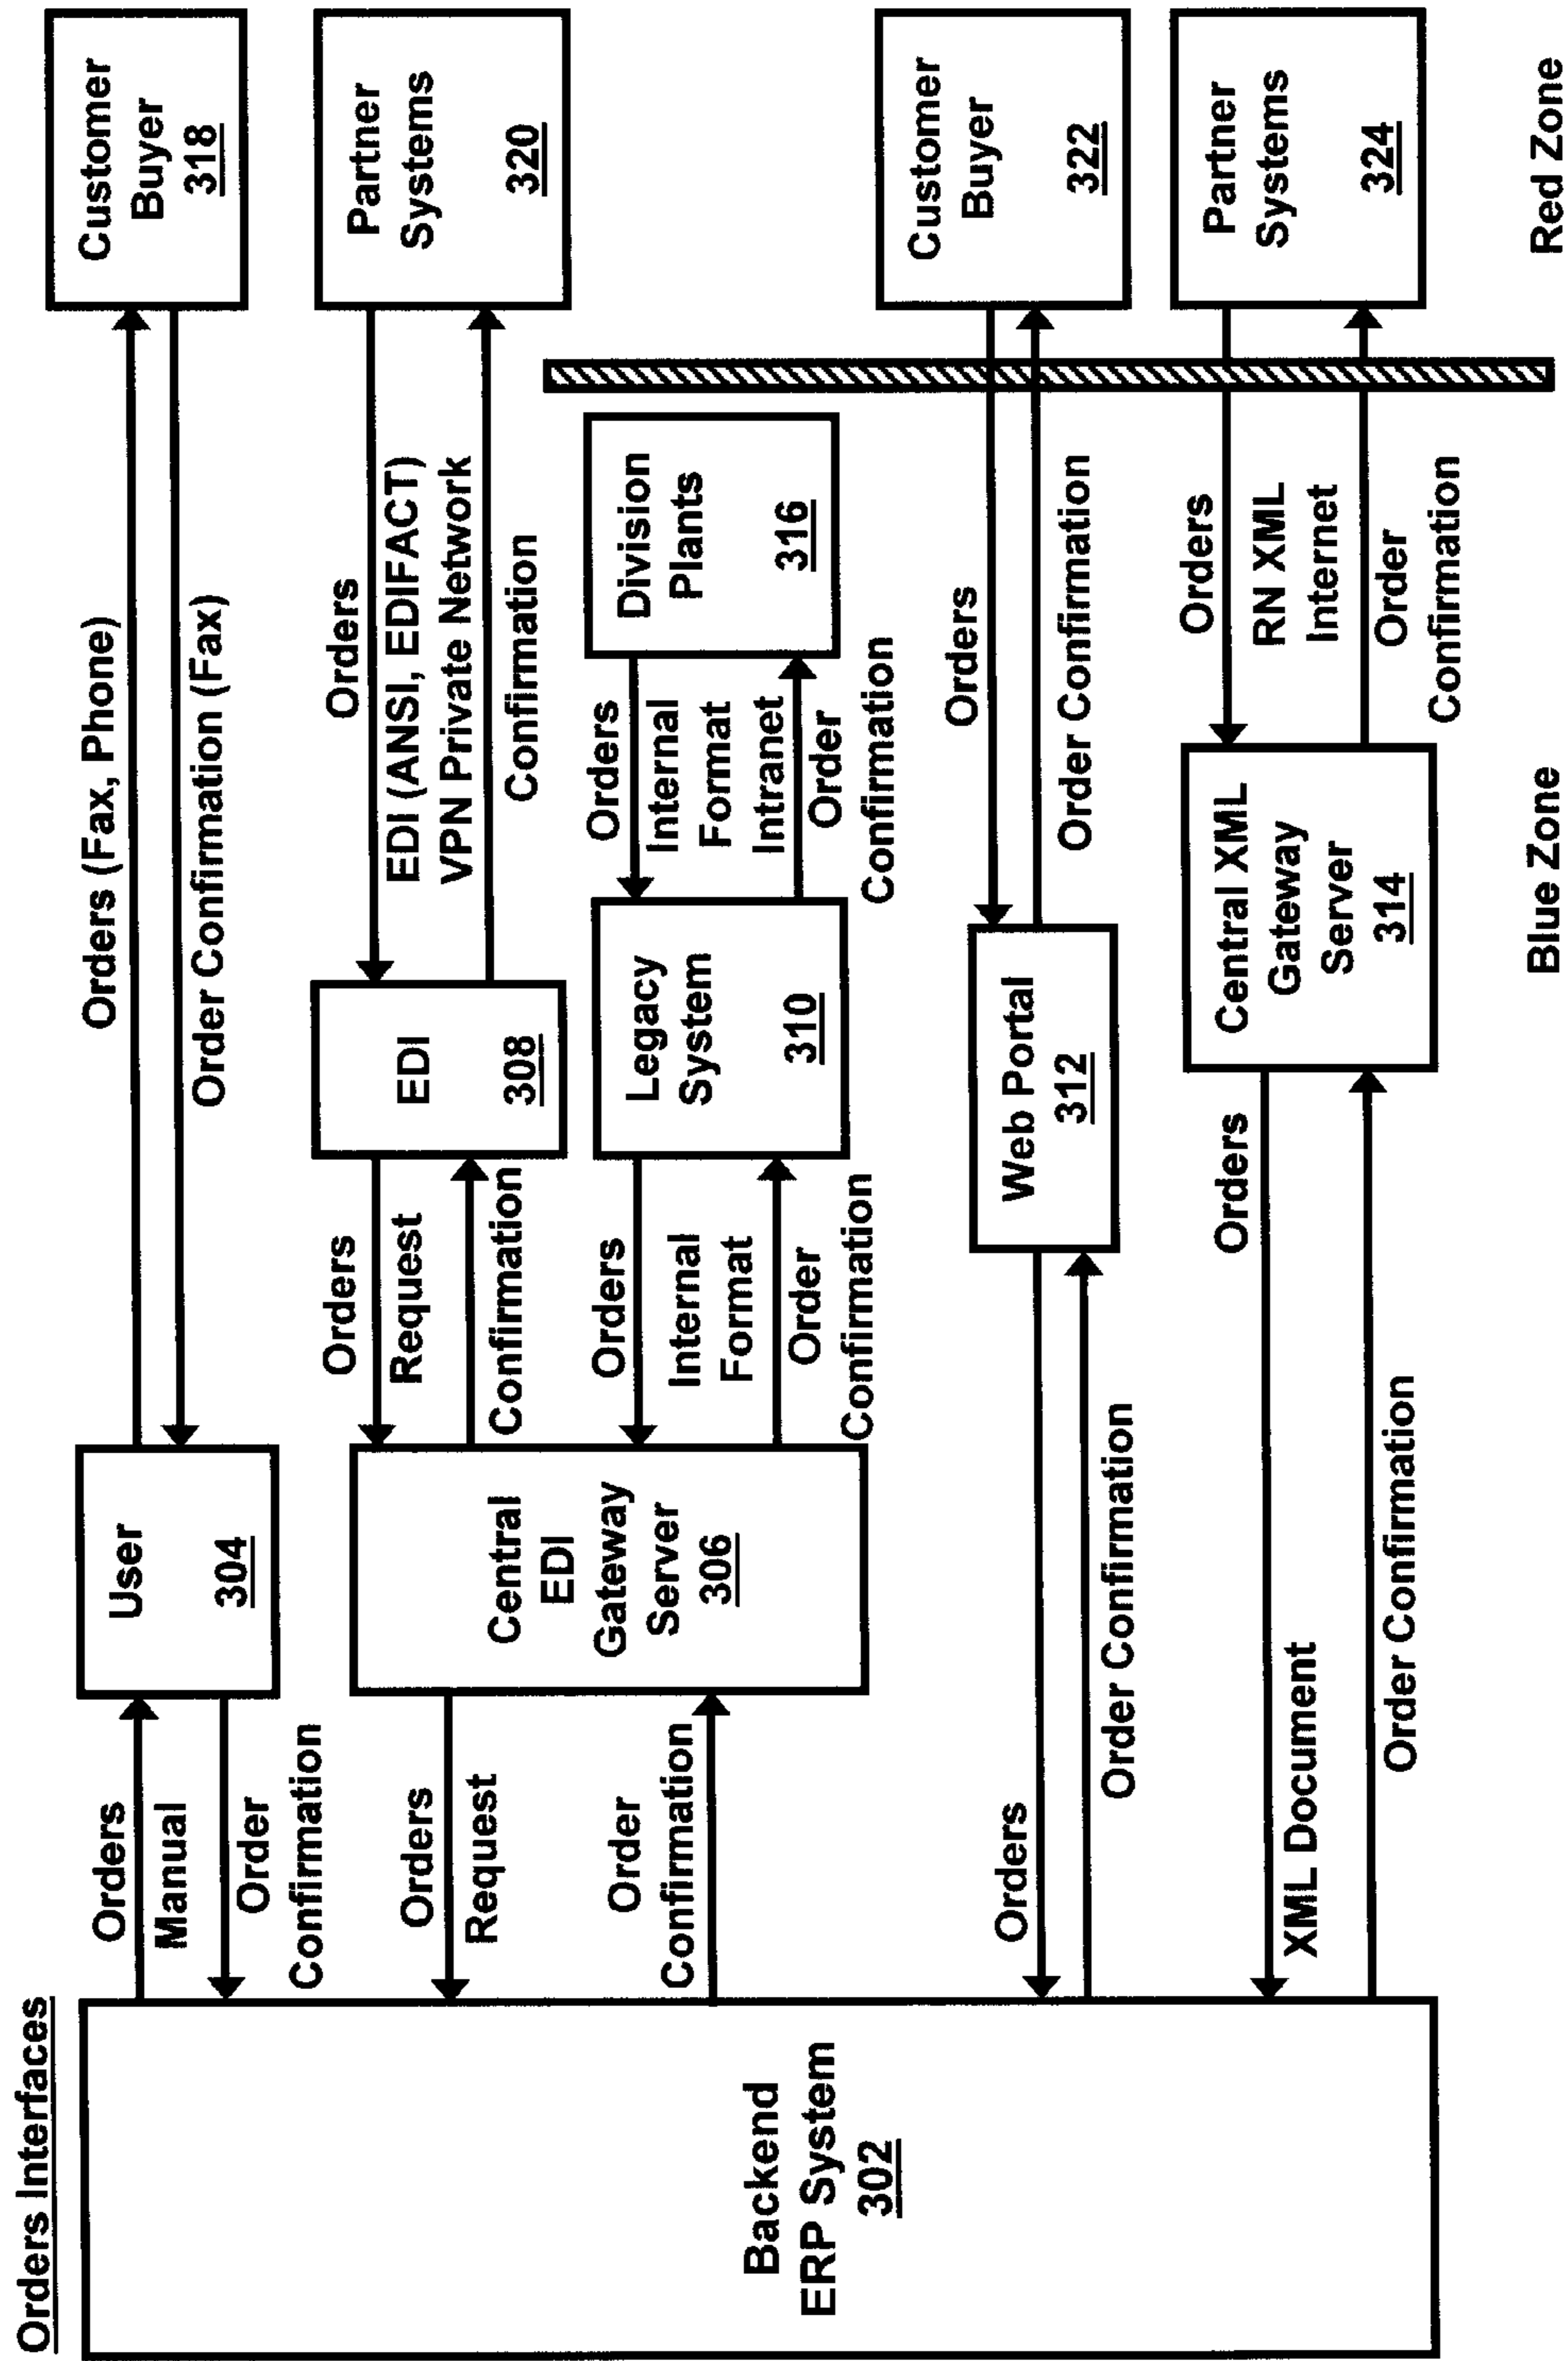 Orders Interfaces
Backend
ERP System
302
Orders
Manual
Order
Confirmation
Orders
Request
Order
Confirmation
Orders
Order Confirmation
XML Document
Orders
Order Confirmation
User
304
Central
EDI
Gateway
Server
306
Orders
Request
Confirmation
Orders
Internal
Format
Order
Confirmation
EDI
308
Legacy
System
310
Web Portal
312
Central XML
Gateway
Server
314
Orders (Fax, Phone)
Order Confirmation (Fax)
Orders
EDI (ANSI, EDIFACT)
VPN Private Network
Confirmation
Orders
Internal
Format
Intranet
Order
Confirmation
Division
Plants
316
Orders
Order Confirmation
Orders
RN XML
Internet
Order
Confirmation
Customer
Buyer
318
Partner
Systems
320
Customer
Buyer
322
Partner
Systems
324
Blue Zone
Red Zone